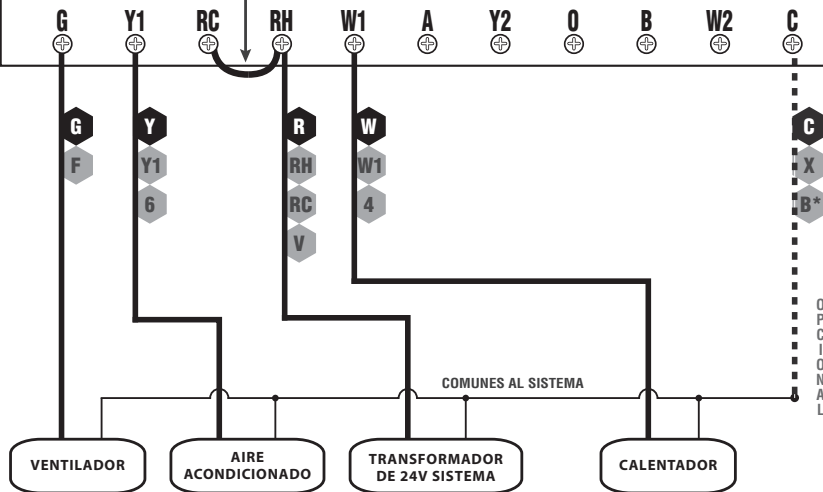 G Y1 RC RH W1 A Y2 O B W2 C
G Y R W C
F Y1 RH W1 X
6 RC 4 B*
V
OPCIONAL
COMUNES AL SISTEMA
VENTILADOR
AIRE
ACONDICIONADO
TRANSFORMADOR
DE 24V SISTEMA
CALENTADOR